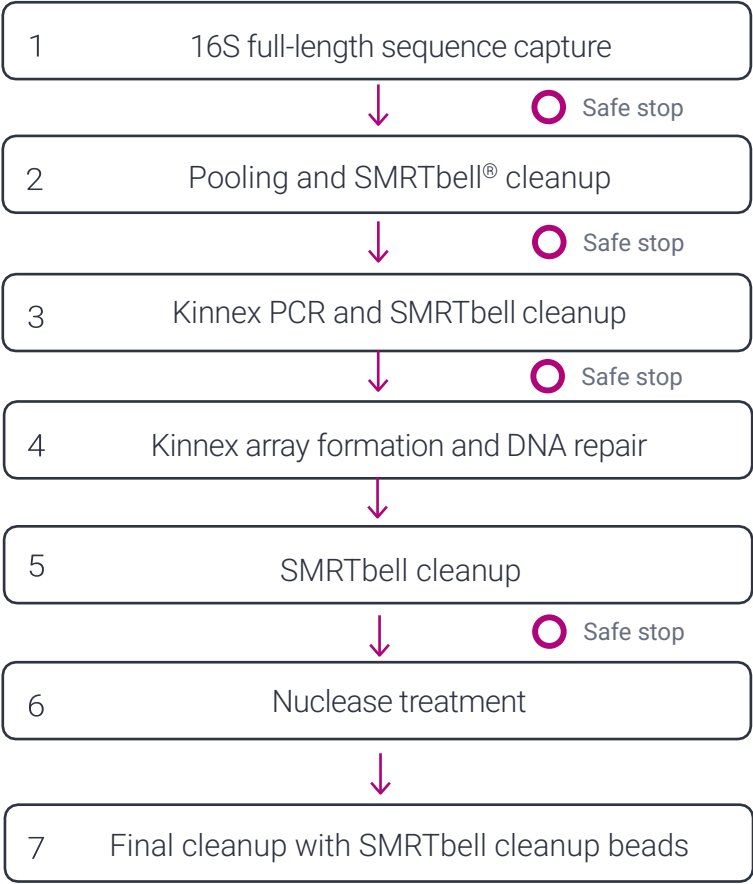 1 16S full-length sequence capture
Safe stop
2 Pooling and SMRTbell® cleanup
Safe stop
3 Kinnex PCR and SMRTbell cleanup
Safe stop
4 Kinnex array formation and DNA repair
5 SMRTbell cleanup
Safe stop
6 Nuclease treatment
7 Final cleanup with SMRTbell cleanup beads